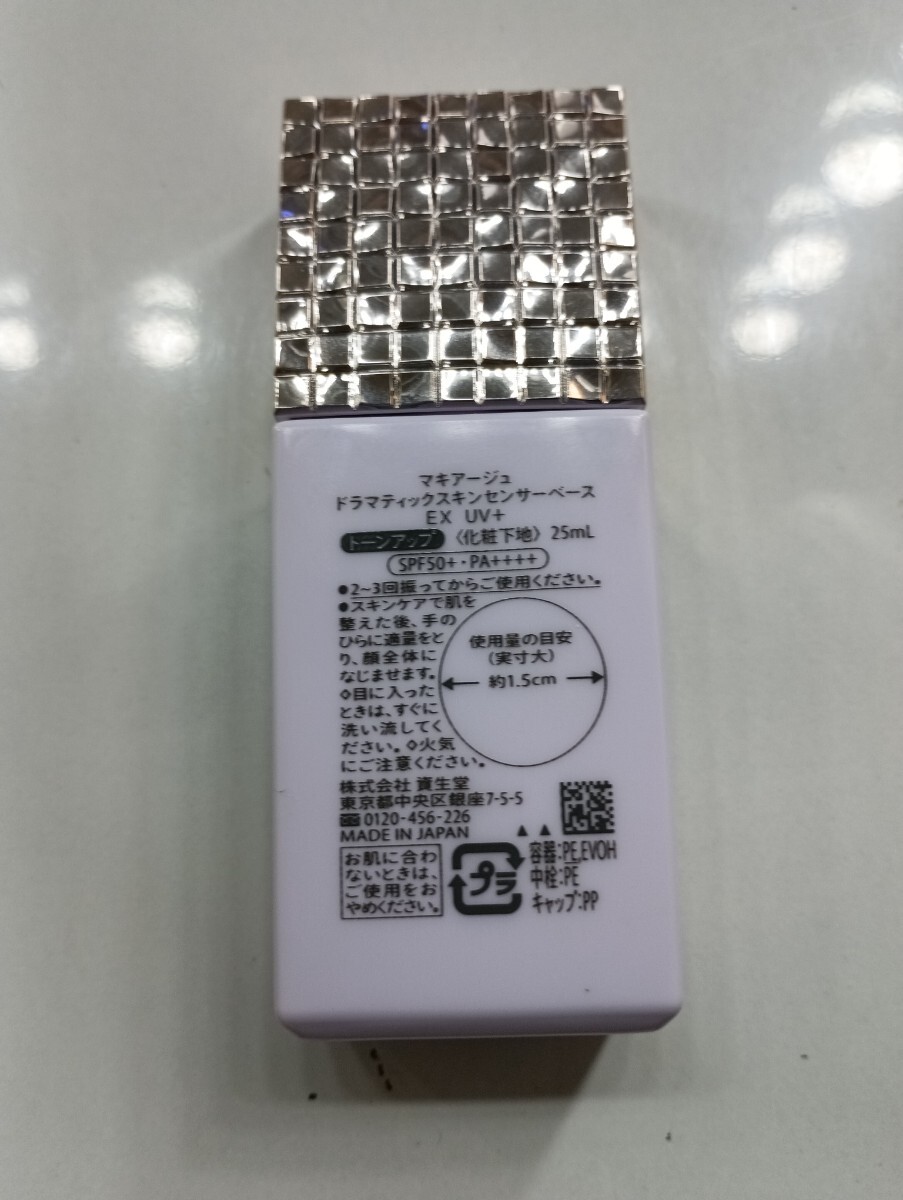 マキアージュ
ドラマティックスキンセンサーベース
EX UV+
トーンアップ 〈化粧下地〉 25mL
SPF50+・PA++++
●2~3回振ってからご使用ください。
●スキンケアで肌を
整えた後、手の
ひらに適量をと
り、顔全体に
なじませます。
◇目に入った
ときは、すぐに
洗い流してく
ださい。◇火気
にご注意ください。
使用量の目安
(実寸大)
約1.5cm
株式会社 資生堂
東京都中央区銀座7-5-5
0120-456-226
MADE IN JAPAN
お肌に合わ
ないときは、
ご使用をお
やめください。
プラ
容器:PE,EVOH
中栓:PE
キャップ:PP